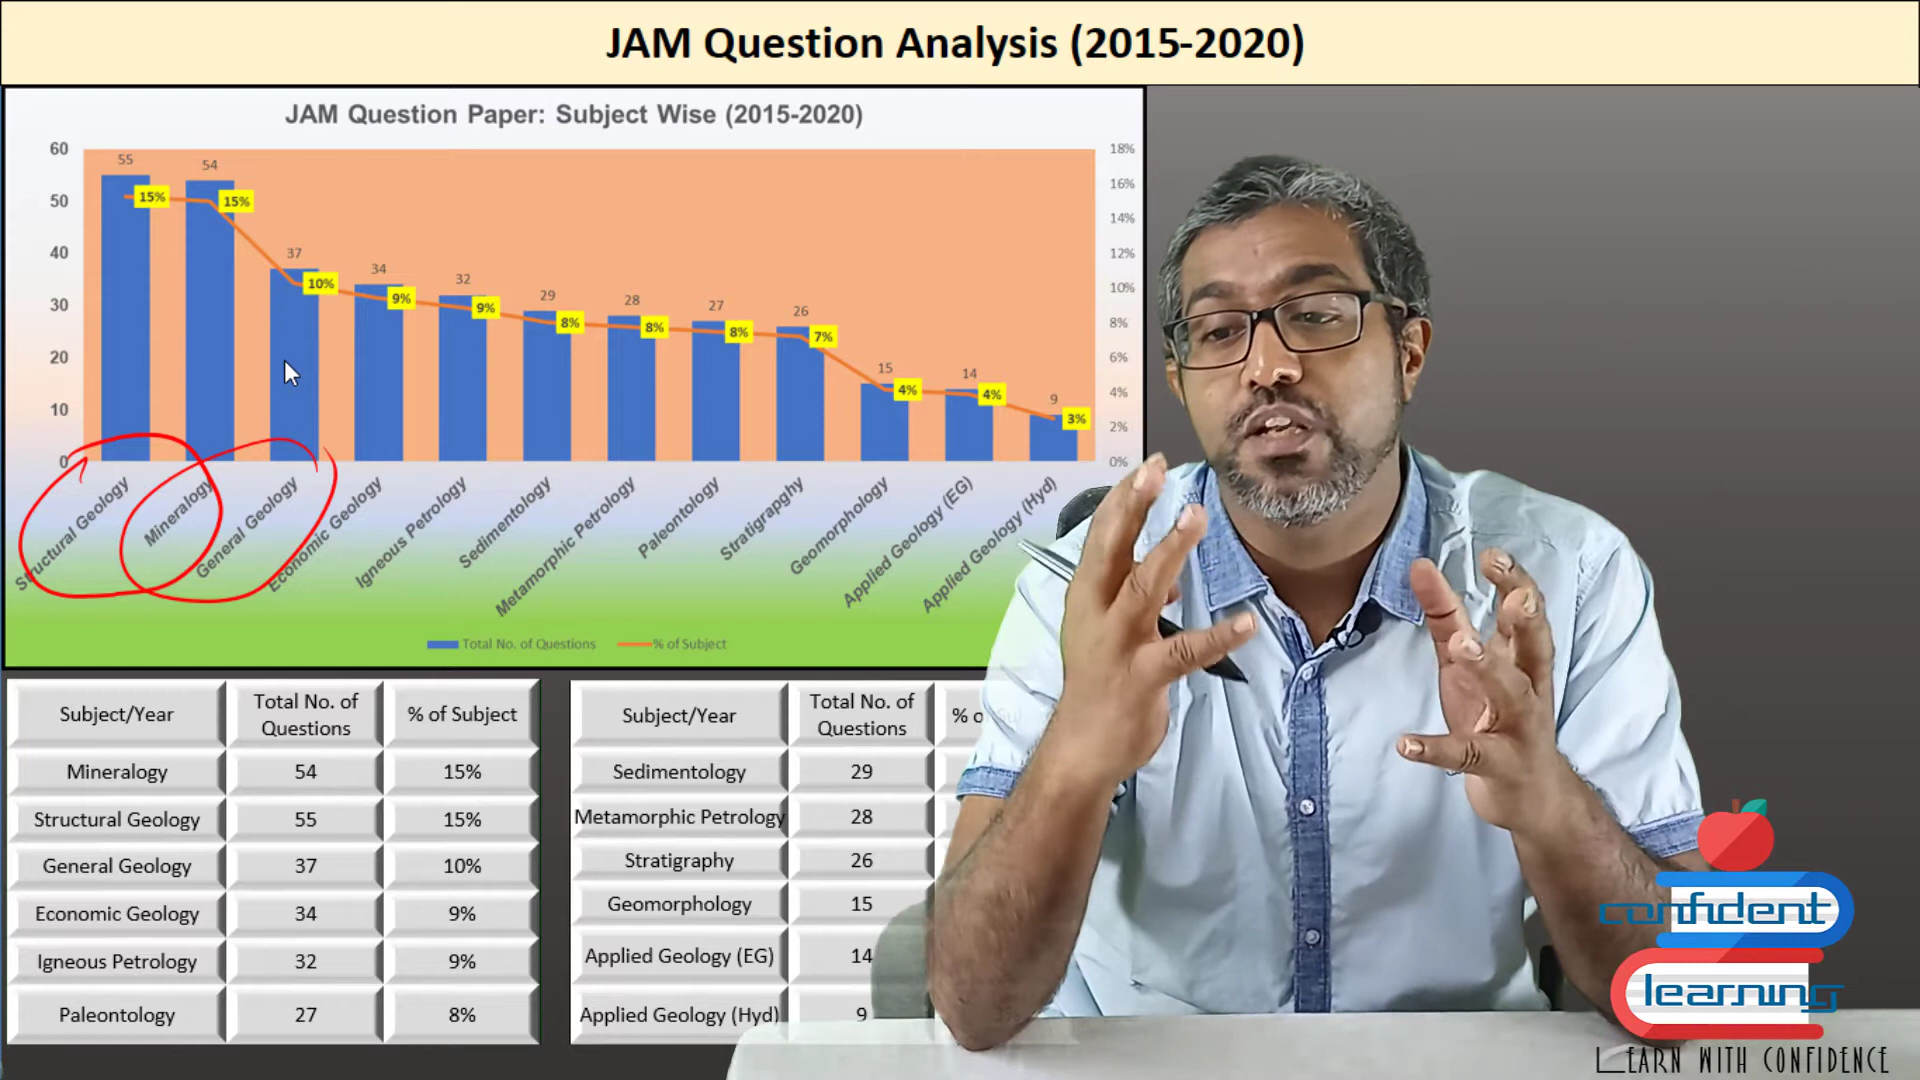 JAM Question Analysis (2015-2020)
JAM Question Paper: Subject Wise (2015-2020)
60
50
40
30
20
10
0
18%
16%
14%
12%
10%
8%
6%
4%
2%
0%
55
54
37
34
32
29
28
27
26
15
14
9
15%
15%
10%
9%
9%
8%
8%
8%
7%
4%
4%
3%
Structural Geology
Mineralogy
General Geology
Economic Geology
Igneous Petrology
Sedimentology
Metamorphic Petrology
Paleontology
Stratigraphy
Geomorphology
Applied Geology (EG)
Applied Geology (Hyd)
Total No. of Questions
% of Subject
Subject/Year Total No. of Questions % of Subject
Mineralogy 54 15%
Structural Geology 55 15%
General Geology 37 10%
Economic Geology 34 9%
Igneous Petrology 32 9%
Paleontology 27 8%
Subject/Year Total No. of Questions %
Sedimentology 29
Metamorphic Petrology 28
Stratigraphy 26
Geomorphology 15
Applied Geology (EG) 14
Applied Geology (Hyd) 9
confident
learning
LEARN WITH CONFIDENCE